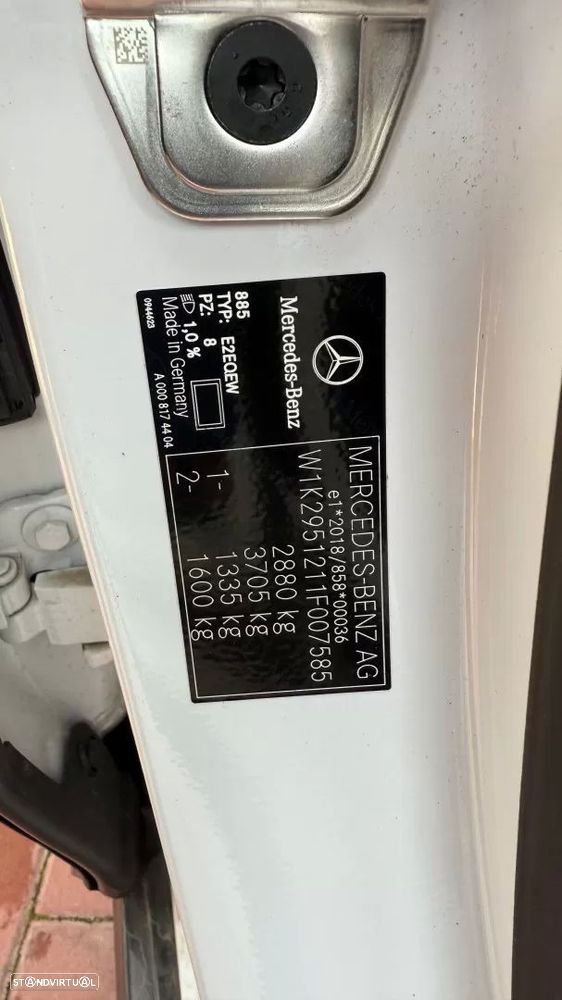 MERCEDES-BENZ AG
e1*2018/858*00036
W1K2951211F007585
2880 kg
3705 kg
1- 1335 kg
2- 1600 kg
Mercedes-Benz
885
TYP: E2EQEW
PZ: 8
1,0 %
Made in Germany
0944623 A 000 817 44 04
STANDVIRTUAL